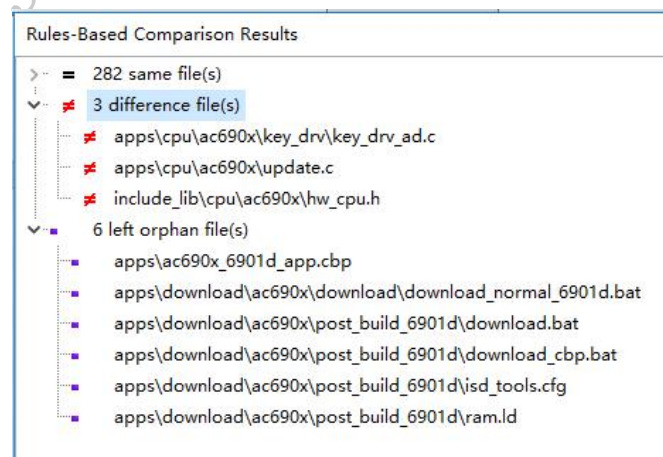 Rules-Based Comparison Results
= 282 same file(s)
≠ 3 difference file(s)
≠ apps\cpu\ac690x\key_drv\key_drv_ad.c
≠ apps\cpu\ac690x\update.c
≠ include_lib\cpu\ac690x\hw_cpu.h
6 left orphan file(s)
apps\ac690x_6901d_app.cbp
apps\download\ac690x\download\download_normal_6901d.bat
apps\download\ac690x\post_build_6901d\download.bat
apps\download\ac690x\post_build_6901d\download_cbp.bat
apps\download\ac690x\post_build_6901d\isd_tools.cfg
apps\download\ac690x\post_build_6901d\ram.ld